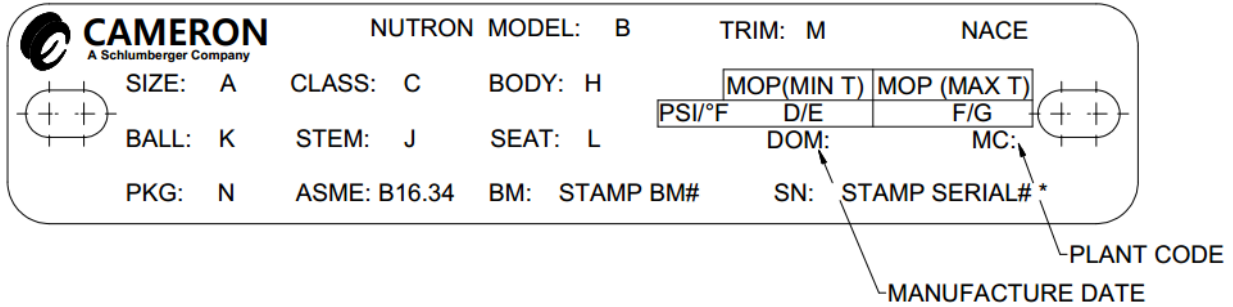 CAMERON
A Schlumberger Company
NUTRON MODEL: B TRIM: M NACE
SIZE: A CLASS: C BODY: H MOP(MIN T) MOP (MAX T)
PSI/°F D/E F/G
BALL: K STEM: J SEAT: L DOM: MC:
PKG: N ASME: B16.34 BM: STAMP BM# SN: STAMP SERIAL# *
PLANT CODE
MANUFACTURE DATE